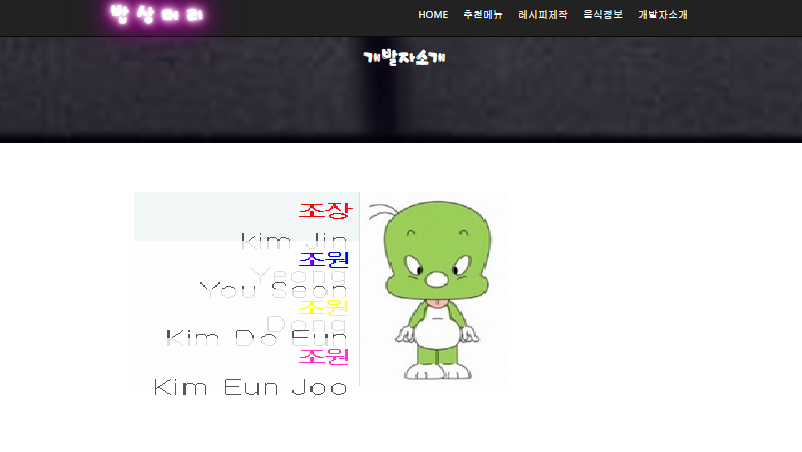 밥상머리
HOME 추천메뉴 레시피제작 음식정보 개발자소개
개발자소개
조장
Kim Jin
조원
Yeong
You Seon
조원
Dong
Kim Do Eun
조원
Kim Eun Joo